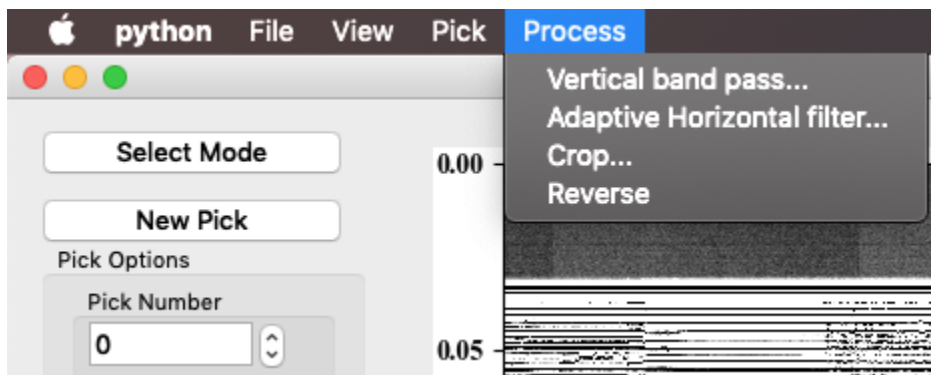 python File View Pick Process
Vertical band pass...
Adaptive Horizontal filter...
Crop...
Reverse
Select Mode
New Pick
Pick Options
Pick Number
0
0.00
0.05